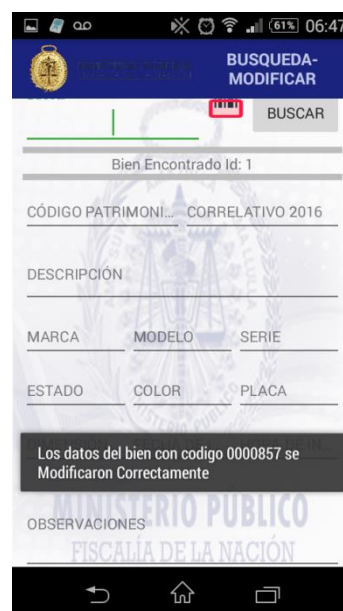 61% 06:47
BUSQUEDA-
MODIFICAR
BUSCAR
Bien Encontrado Id: 1
CÓDIGO PATRIMONI... CORRELATIVO 2016
DESCRIPCIÓN
MARCA MODELO SERIE
ESTADO COLOR PLACA
Los datos del bien con codigo 0000857 se
Modificaron Correctamente
MINISTERIO PÚBLICO
OBSERVACIONES
FISCALÍA DE LA NACIÓN